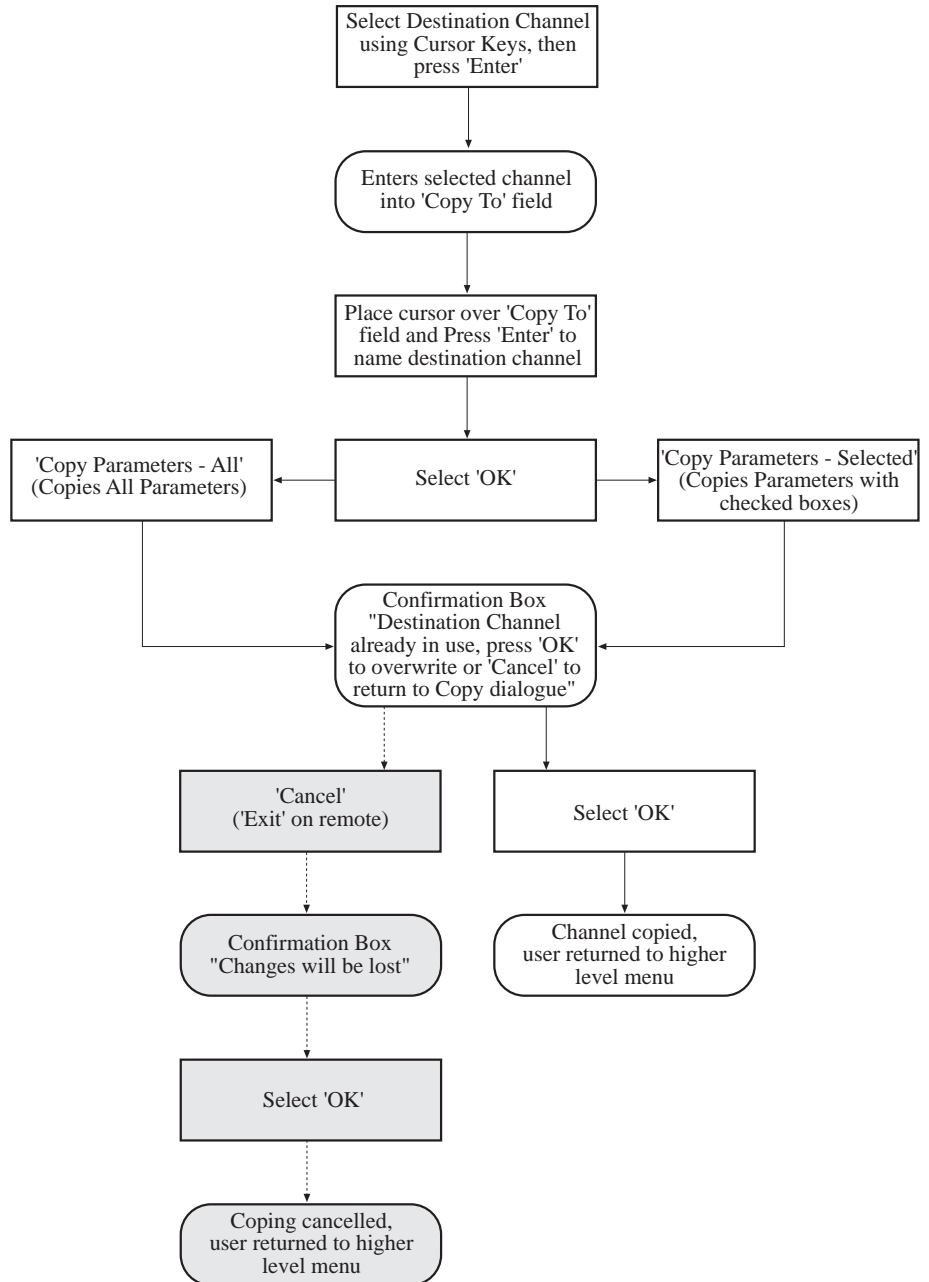 Select Destination Channel
using Cursor Keys, then
press 'Enter'
Enters selected channel
into 'Copy To' field
Place cursor over 'Copy To'
field and Press 'Enter' to
name destination channel
'Copy Parameters - All'
(Copies All Parameters)
Select 'OK'
'Copy Parameters - Selected'
(Copies Parameters with
checked boxes)
Confirmation Box
"Destination Channel
already in use, press 'OK'
to overwrite or 'Cancel' to
return to Copy dialogue"
'Cancel'
('Exit' on remote)
Select 'OK'
Confirmation Box
"Changes will be lost"
Channel copied,
user returned to higher
level menu
Select 'OK'
Coping cancelled,
user returned to higher
level menu